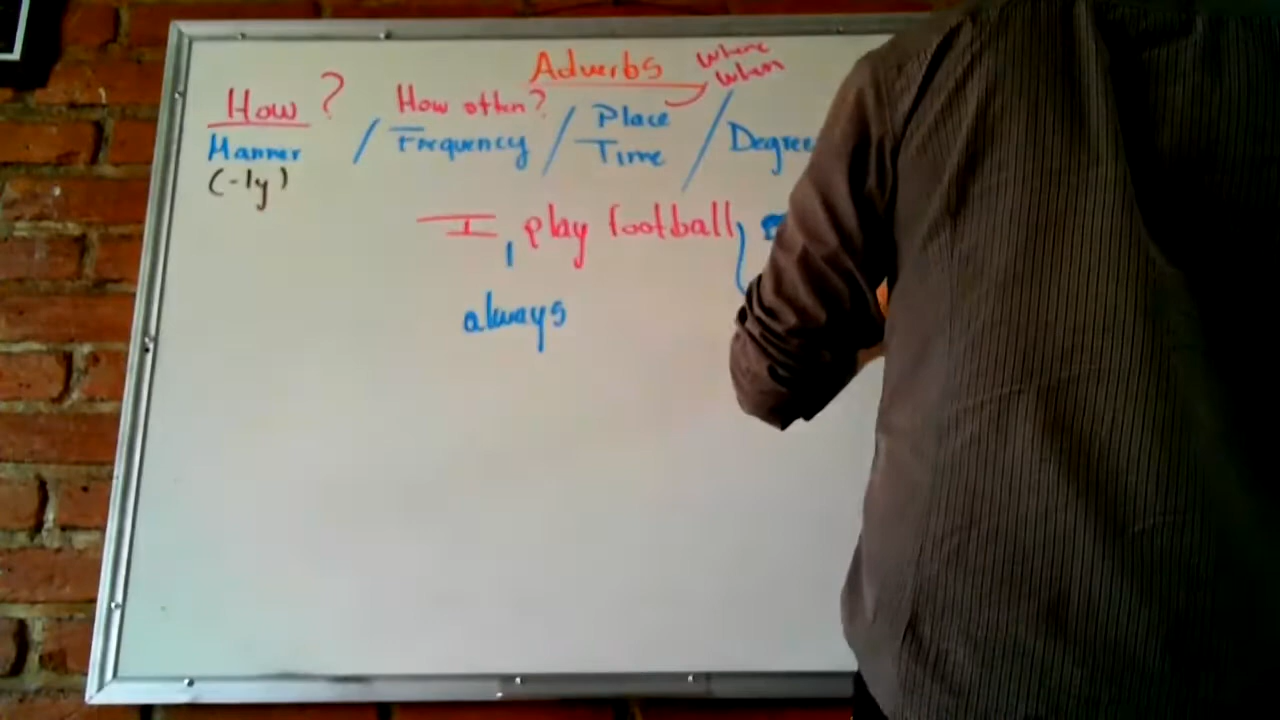 Adverbs where
when
How ? How often?
Manner / Frequency / Place / Degree
Time
(-ly)
I, play football
always